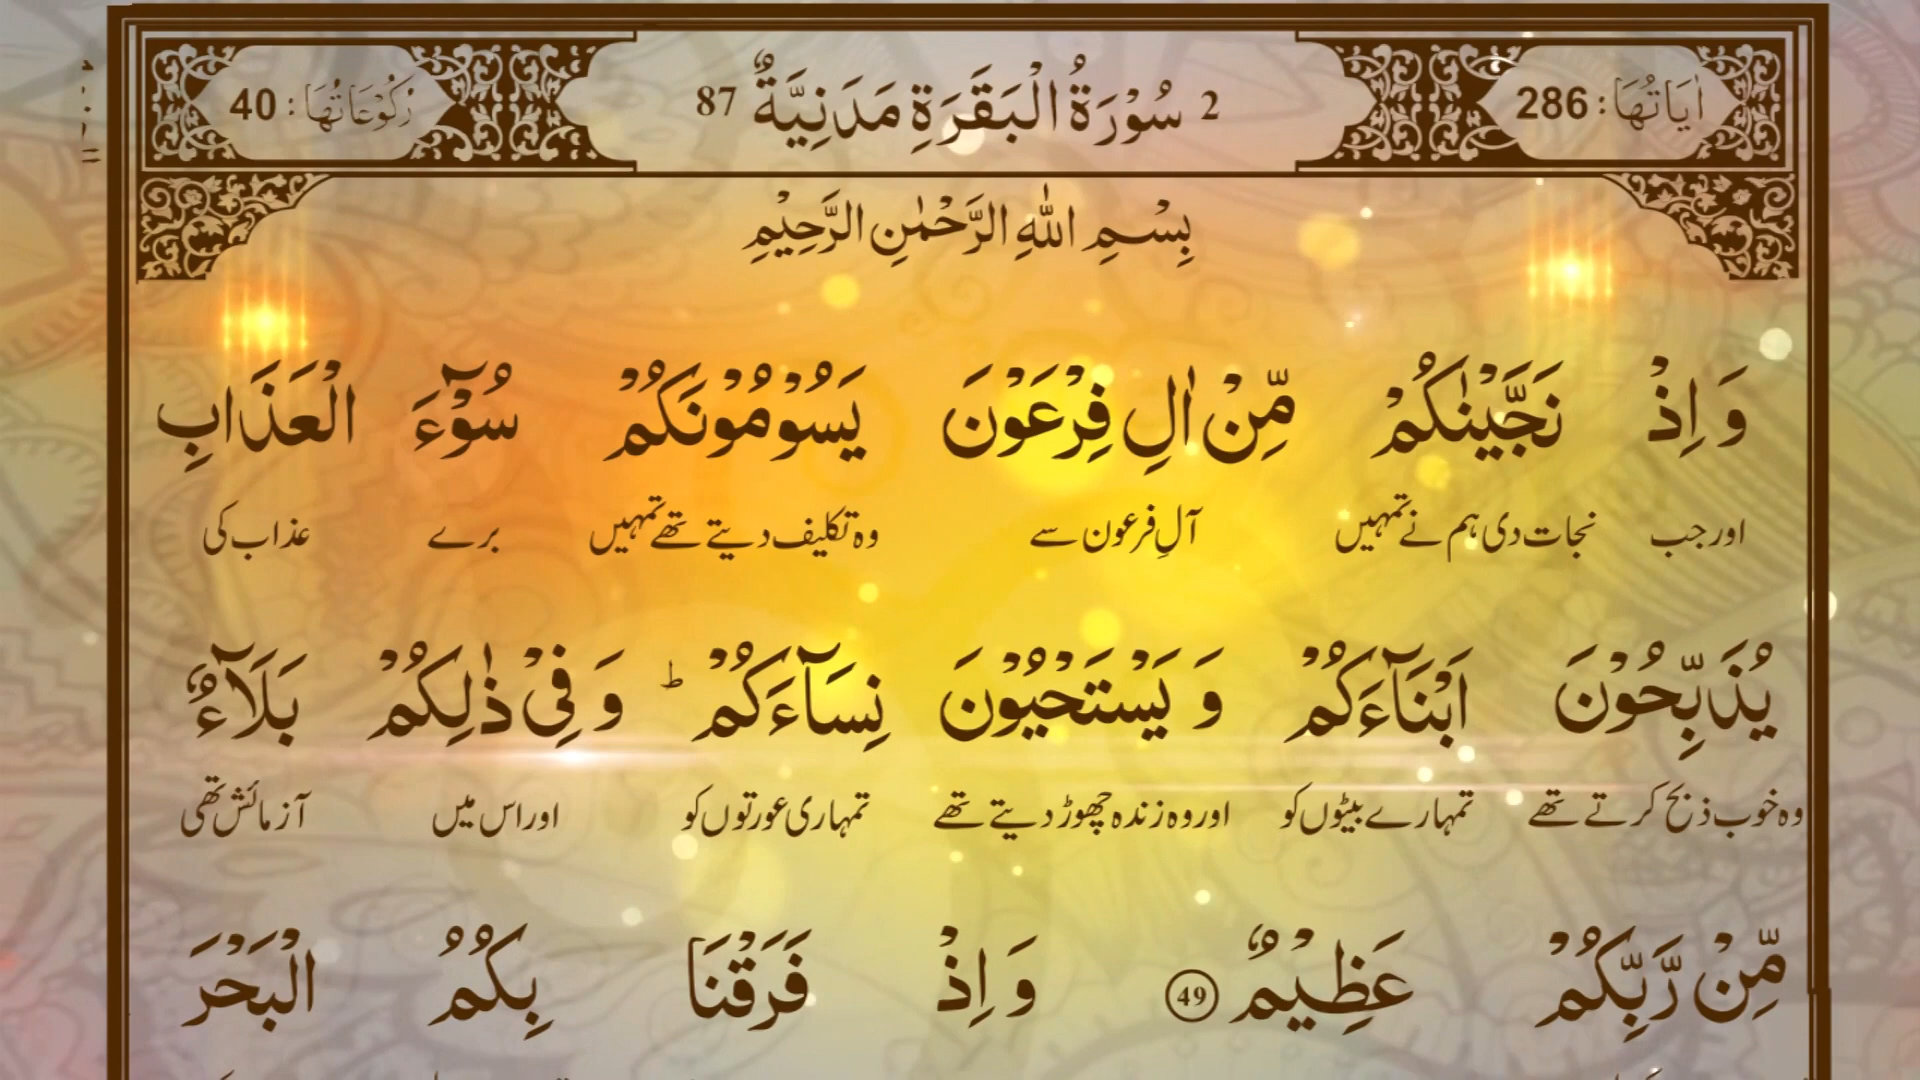 اٰيَاتُهَا: 286 2 سُوْرَةُ الْبَقَرَةِ مَدَنِيَّةٌ 87 رُكُوْعَاتُهَا: 40
بِسْمِ اللهِ الرَّحْمٰنِ الرَّحِيْمِ
وَ اِذْ نَجَّيْنٰكُمْ مِّنْ اٰلِ فِرْعَوْنَ يَسُوْمُوْنَكُمْ سُوْٓءَ الْعَذَابِ
اور جب نجات دی ہم نے تمہیں آلِ فرعون سے وہ تکلیف دیتے تھے تمہیں برے عذاب کی
يُذَبِّحُوْنَ اَبْنَآءَكُمْ وَ يَسْتَحْيُوْنَ نِسَآءَكُمْ ؕ وَ فِيْ ذٰلِكُمْ بَلَآءٌ
وہ خوب ذبح کرتے تھے تمہارے بیٹوں کو اور وہ زندہ چھوڑ دیتے تھے تمہاری عورتوں کو اور اس میں آزمائش تھی
مِّنْ رَّبِّكُمْ عَظِيْمٌ 49 وَ اِذْ فَرَقْنَا بِكُمُ الْبَحْرَ